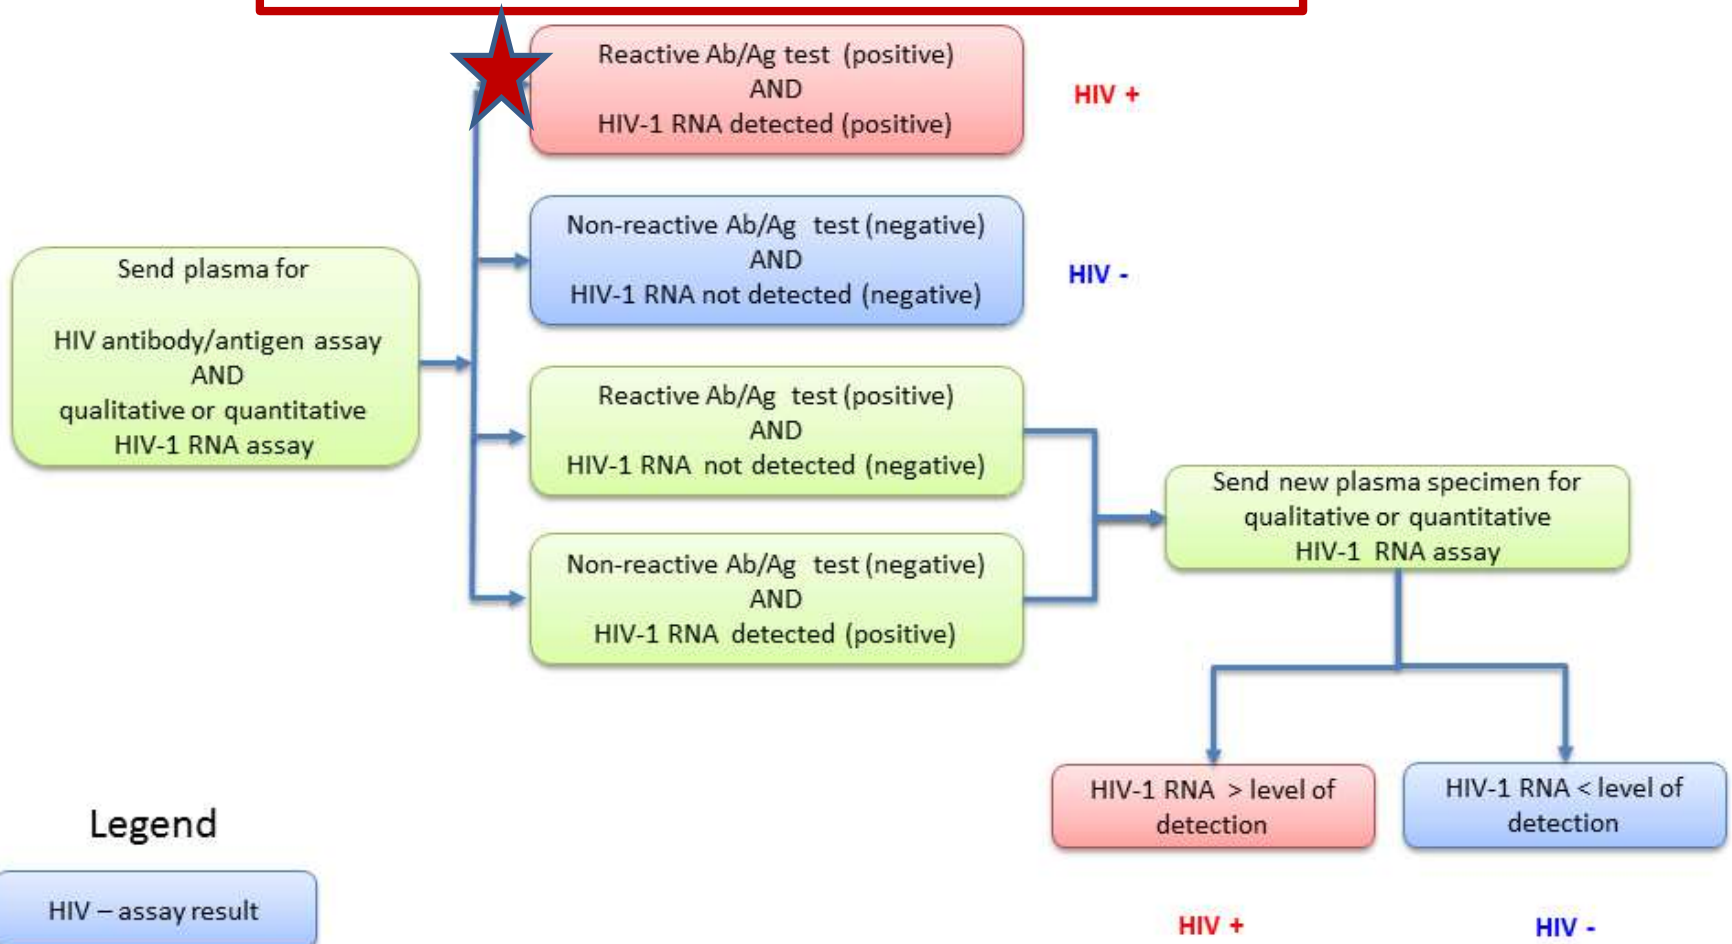 Reactive Ab/Ag test (positive)
AND
HIV-1 RNA detected (positive)
HIV +
Non-reactive Ab/Ag test (negative)
AND
HIV-1 RNA not detected (negative)
HIV -
Send plasma for
HIV antibody/antigen assay
AND
qualitative or quantitative
HIV-1 RNA assay
Reactive Ab/Ag test (positive)
AND
HIV-1 RNA not detected (negative)
Non-reactive Ab/Ag test (negative)
AND
HIV-1 RNA detected (positive)
Send new plasma specimen for
qualitative or quantitative
HIV-1 RNA assay
HIV-1 RNA > level of
detection
HIV +
HIV-1 RNA < level of
detection
HIV -
Legend
HIV – assay result